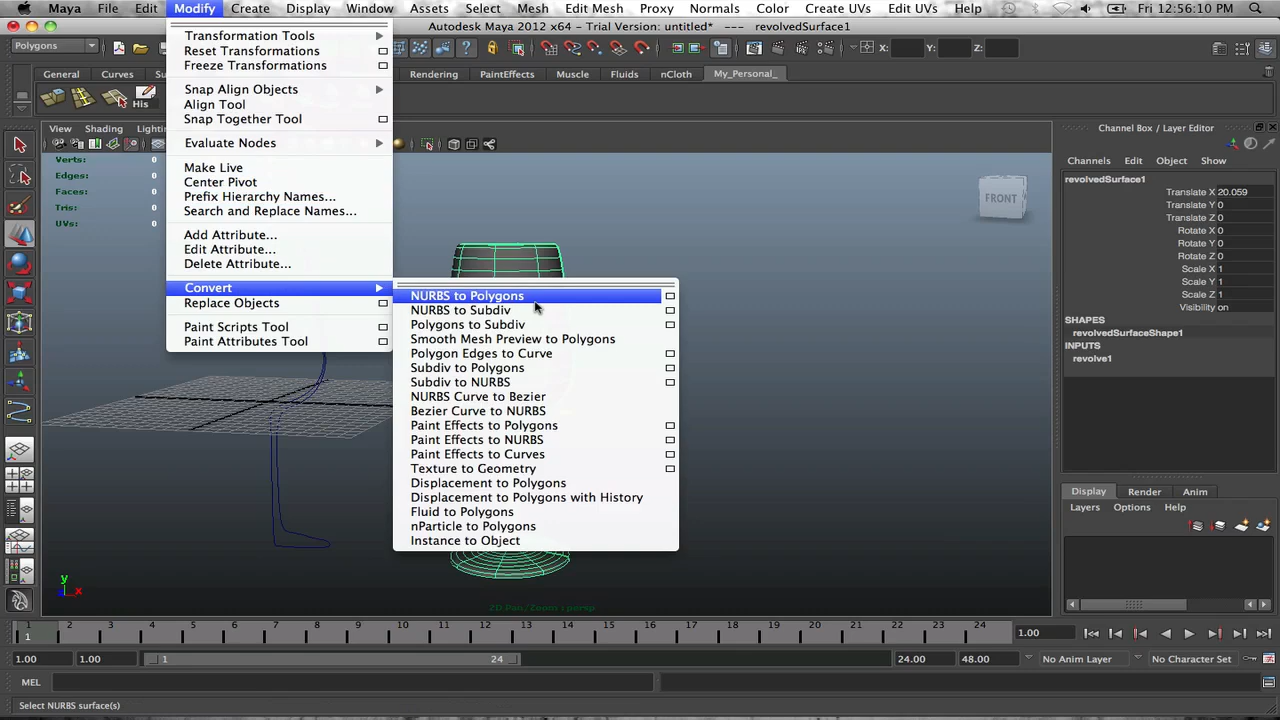 Maya File Edit Modify Create Display Window Assets Select Mesh Edit Mesh Proxy Normals Color Create UVs Edit UVs Help Fri 12:56:10 PM
Autodesk Maya 2012 x64 - Trial Version: untitled* --- revolvedSurface1
Polygons
X: Y: Z:
General Curves Su Rendering PaintEffects Muscle Fluids nCloth My_Personal_
His
View Shading Lightin
Verts: 0
Edges: 0
Faces: 0
Tris: 0
UVs: 0
Transformation Tools
Reset Transformations
Freeze Transformations
Snap Align Objects
Align Tool
Snap Together Tool
Evaluate Nodes
Make Live
Center Pivot
Prefix Hierarchy Names...
Search and Replace Names...
Add Attribute...
Edit Attribute...
Delete Attribute...
Convert
Replace Objects
Paint Scripts Tool
Paint Attributes Tool
NURBS to Polygons
NURBS to Subdiv
Polygons to Subdiv
Smooth Mesh Preview to Polygons
Polygon Edges to Curve
Subdiv to Polygons
Subdiv to NURBS
NURBS Curve to Bezier
Bezier Curve to NURBS
Paint Effects to Polygons
Paint Effects to NURBS
Paint Effects to Curves
Texture to Geometry
Displacement to Polygons
Displacement to Polygons with History
Fluid to Polygons
nParticle to Polygons
Instance to Object
FRONT
y
x
2D Pan/Zoom : persp
Channel Box / Layer Editor
Channels Edit Object Show
revolvedSurface1
Translate X 20.059
Translate Y 0
Translate Z 0
Rotate X 0
Rotate Y 0
Rotate Z 0
Scale X 1
Scale Y 1
Scale Z 1
Visibility on
SHAPES
revolvedSurfaceShape1
INPUTS
revolve1
Display Render Anim
Layers Options Help
1 2 3 4 5 6 7 8 9 10 11 12 13 14 15 16 17 18 19 20 21 22 23 24
1
1.00
1.00 1.00 1 24 24.00 48.00 No Anim Layer No Character Set
MEL
Select NURBS surface(s)